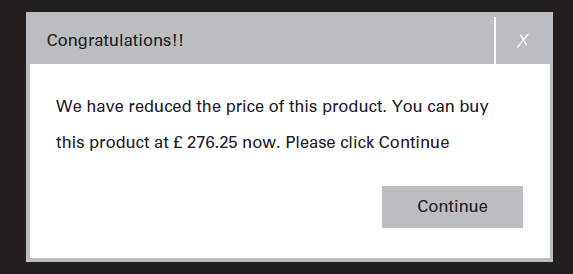 Congratulations!!
X
We have reduced the price of this product. You can buy
this product at £ 276.25 now. Please click Continue
Continue